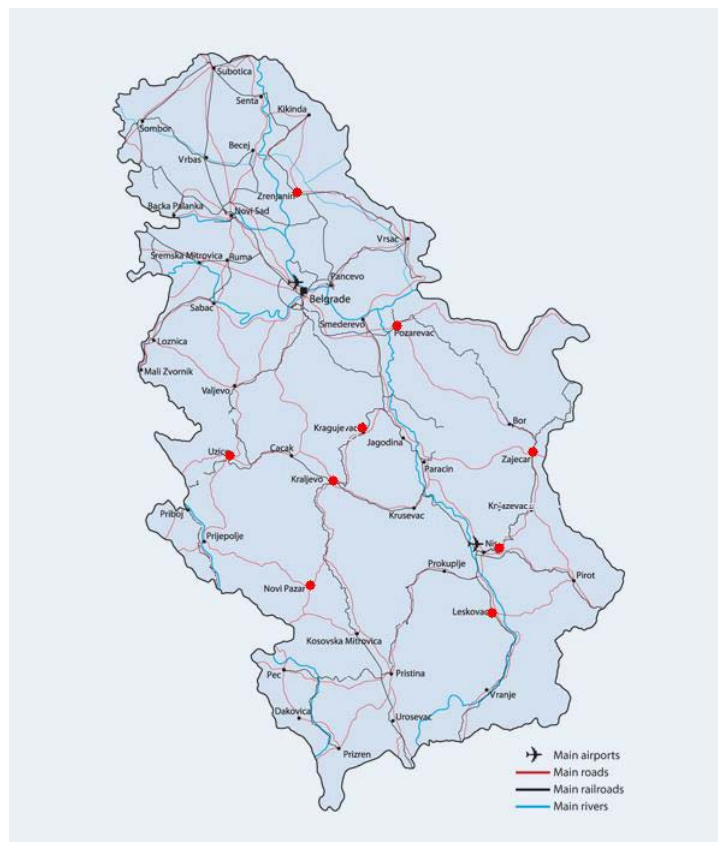 Subotica
Senta
Kikinda
Sombor
Becej
Vrbas
Zrenjanin
Backa Palanka
Novi Sad
Vrsac
Sremska Mitrovica
Ruma
Pancevo
Belgrade
Sabac
Smederevo
Pozarevac
Loznica
Mali Zvornik
Valjevo
Bor
Kragujevac
Jagodina
Uzice
Cacak
Zajecar
Paracin
Kraljevo
Knjazevac
Priboj
Krusevac
Prijepolje
Nis
Prokuplje
Pirot
Novi Pazar
Leskovac
Kosovska Mitrovica
Pec
Pristina
Vranje
Dakovica
Urosevac
Prizren
Main airports
Main roads
Main railroads
Main rivers